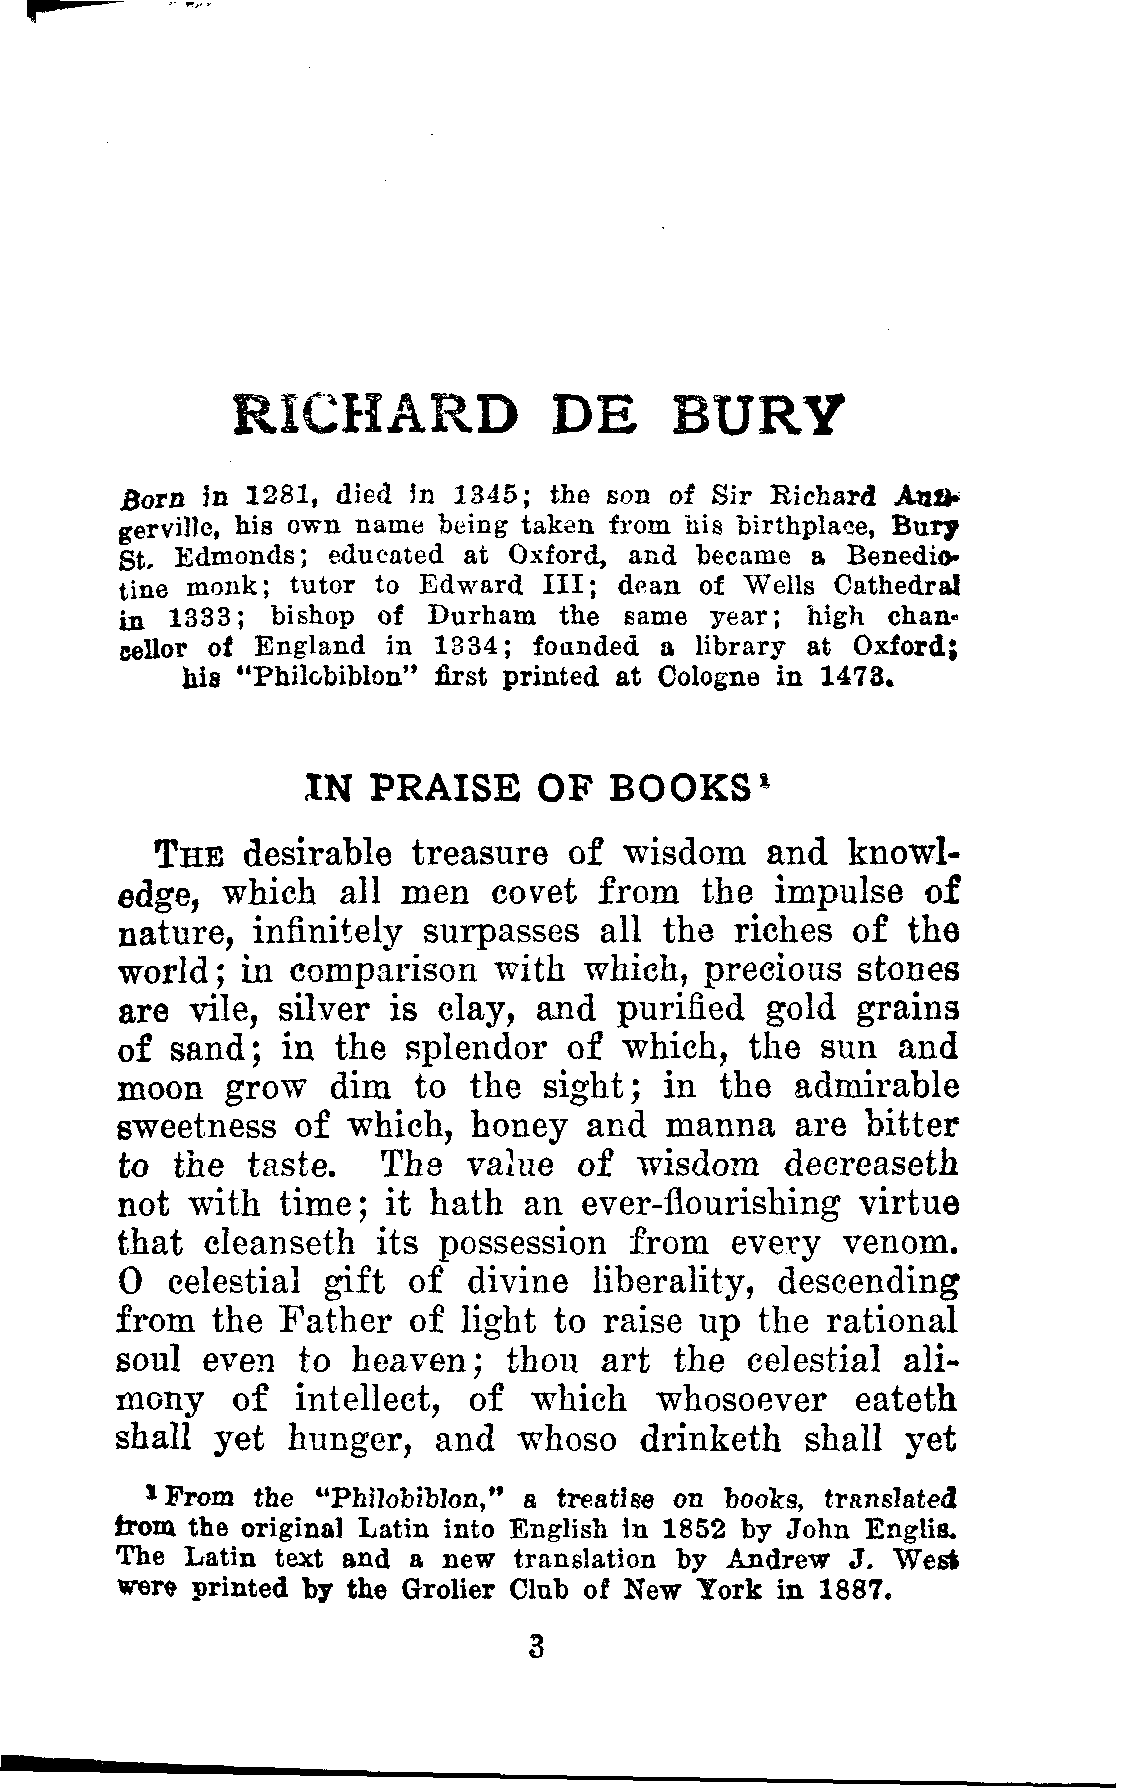 RICHARD DE BURY
Born in 1281, died in 1345; the son of Sir Richard Aun-
gerville, his own name being taken from his birthplace, Bury
St. Edmonds; educated at Oxford, and became a Benedic-
tine monk; tutor to Edward III; dean of Wells Cathedral
in 1333; bishop of Durham the same year; high chan-
cellor of England in 1334; founded a library at Oxford;
his "Philobiblon" first printed at Cologne in 1473.
IN PRAISE OF BOOKS¹
THE desirable treasure of wisdom and knowl-
edge, which all men covet from the impulse of
nature, infinitely surpasses all the riches of the
world; in comparison with which, precious stones
are vile, silver is clay, and purified gold grains
of sand; in the splendor of which, the sun and
moon grow dim to the sight; in the admirable
sweetness of which, honey and manna are bitter
to the taste. The value of wisdom decreaseth
not with time; it hath an ever-flourishing virtue
that cleanseth its possession from every venom.
O celestial gift of divine liberality, descending
from the Father of light to raise up the rational
soul even to heaven; thou art the celestial ali-
mony of intellect, of which whosoever eateth
shall yet hunger, and whoso drinketh shall yet
¹ From the "Philobiblon," a treatise on books, translated
from the original Latin into English in 1852 by John Englis.
The Latin text and a new translation by Andrew J. West
were printed by the Grolier Club of New York in 1887.
3